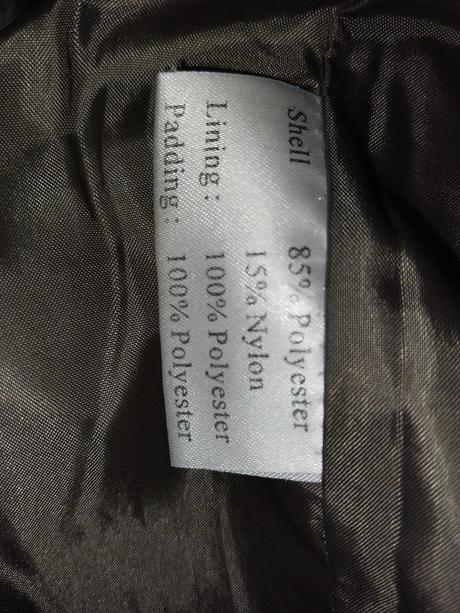 Shell 85% Polyester
15% Nylon
Lining : 100% Polyester
Padding : 100% Polyester